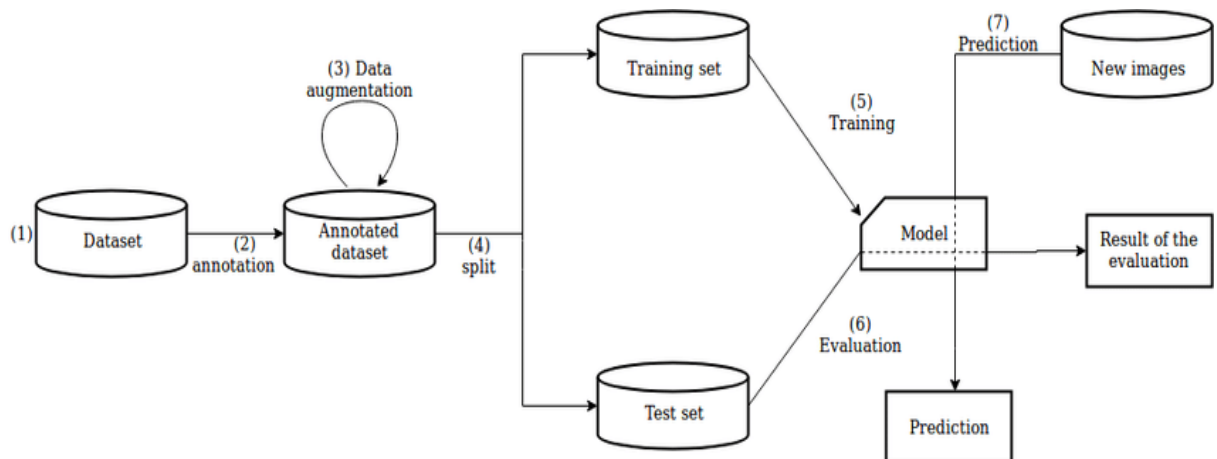 (1)
Dataset
(2)
annotation
(3) Data
augmentation
Annotated
dataset
(4)
split
Training set
Test set
(5)
Training
(6)
Evaluation
(7)
Prediction
New images
Model
Result of the
evaluation
Prediction